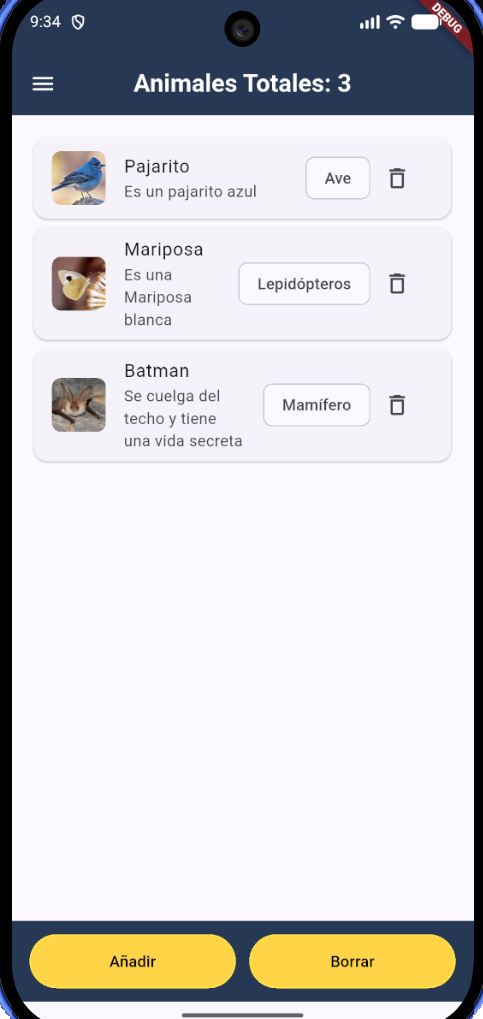 9:34
DEBUG
Animales Totales: 3
Pajarito
Es un pajarito azul
Ave
Mariposa
Es una
Mariposa
blanca
Lepidópteros
Batman
Se cuelga del
techo y tiene
una vida secreta
Mamífero
Añadir
Borrar